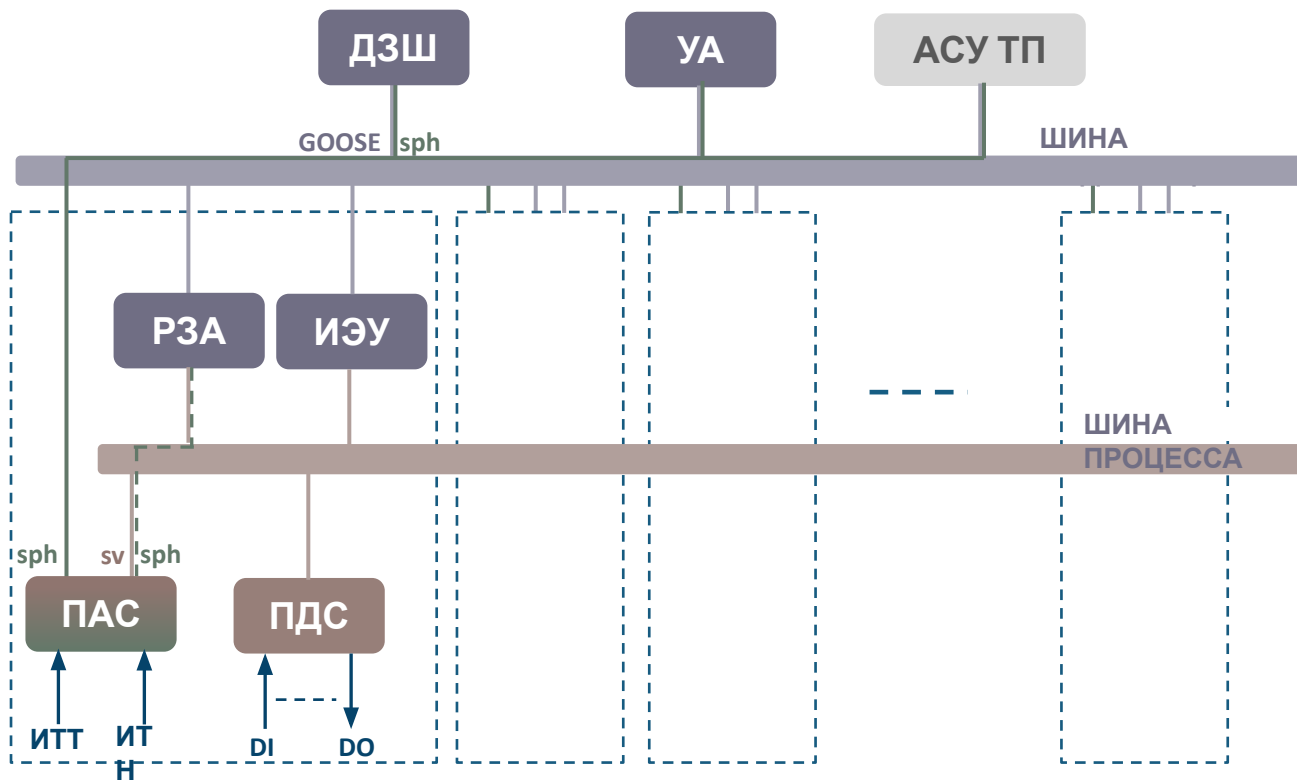 ДЗШ
УА
АСУ ТП
GOOSE
sph
ШИНА
РЗА
ИЭУ
ШИНА
ПРОЦЕССА
sph
sv
sph
ПАС
ПДС
ИТТ
ИТ
Н
DI
DO